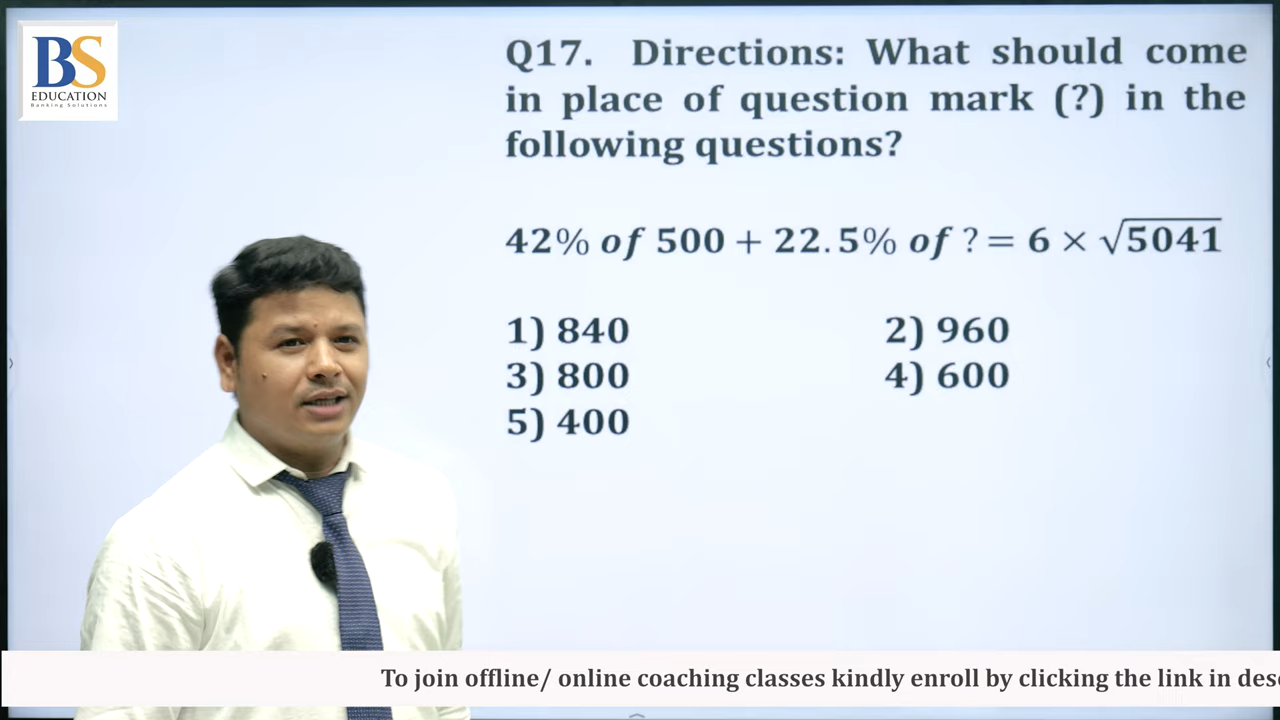 BS
EDUCATION
Banking Solutions
Q17. Directions: What should come
in place of question mark (?) in the
following questions?
42% of 500 + 22.5% of ? = 6 × √5041
1) 840 2) 960
3) 800 4) 600
5) 400
To join offline/ online coaching classes kindly enroll by clicking the link in